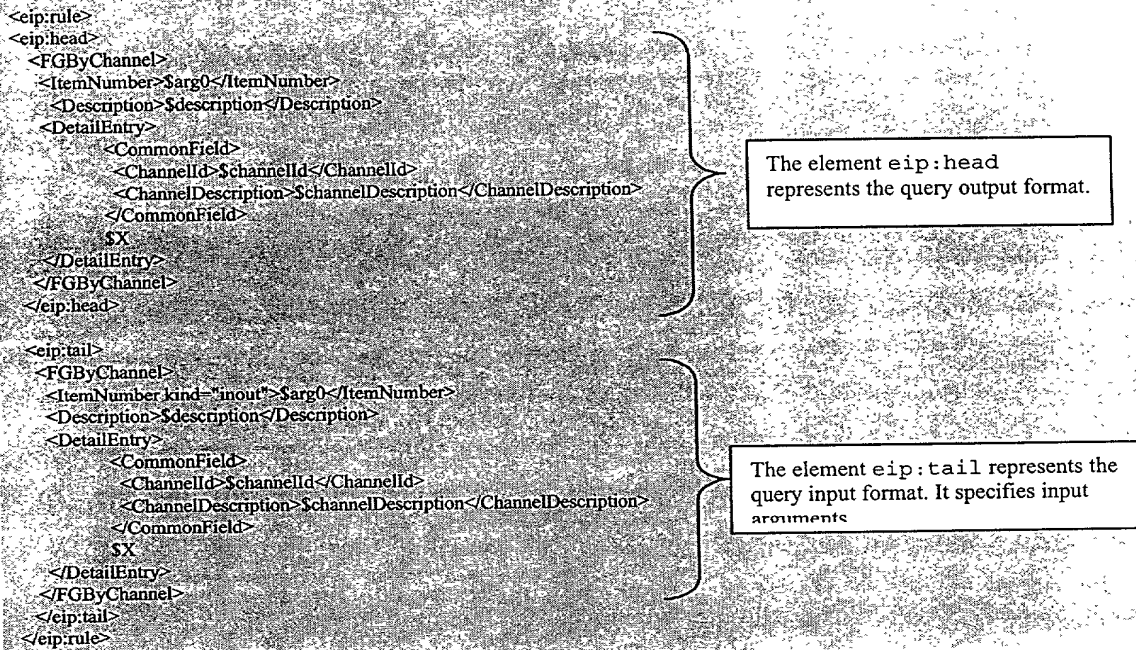 <eip:rule>
<eip:head>
<FGByChannel>
<ItemNumber>$arg0</ItemNumber>
<Description>$description</Description>
<DetailEntry>
<CommonField>
<ChannelId>$channelId</ChannelId>
<ChannelDescription>$channelDescription</ChannelDescription>
</CommonField>
$X
</DetailEntry>
</FGByChannel>
</eip:head>
The element eip:head
represents the query output format.
<eip:tail>
<FGByChannel>
<ItemNumber kind="inout">$arg0</ItemNumber>
<Description>$description</Description>
<DetailEntry>
<CommonField>
<ChannelId>$channelId</ChannelId>
<ChannelDescription>$channelDescription</ChannelDescription>
</CommonField>
$X
</DetailEntry>
</FGByChannel>
</eip:tail>
</eip:rule>
The element eip:tail represents the
query input format. It specifies input
arguments